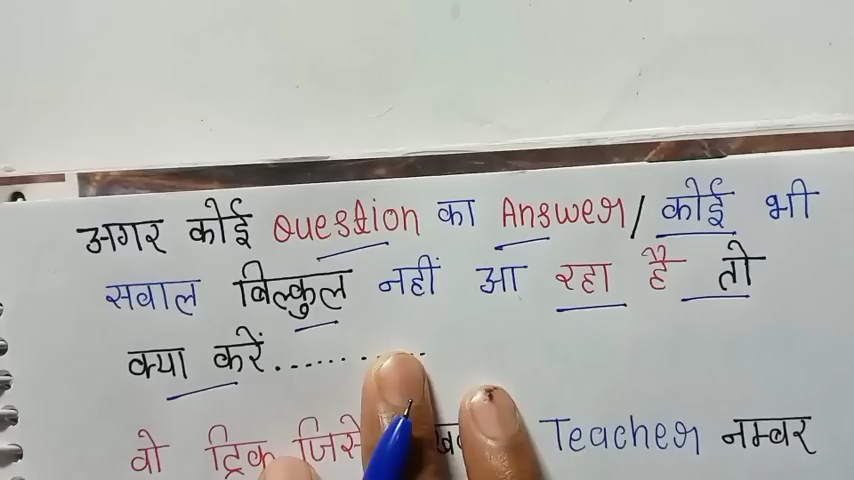 अगर कोई Question का Answer/कोई भी
सवाल बिल्कुल नहीं आ रहा है तो
क्या करें............
वो ट्रिक Teacher नम्बर